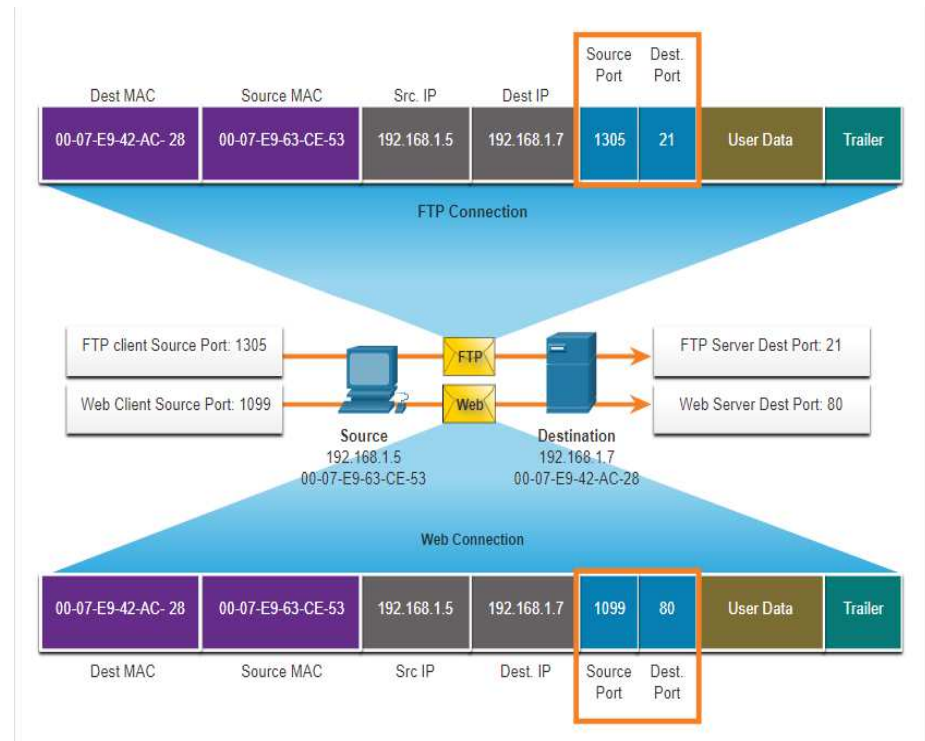 Source Port
Dest. Port
Dest MAC
Source MAC
Src. IP
Dest IP
00-07-E9-42-AC- 28
00-07-E9-63-CE-53
192.168.1.5
192.168.1.7
1305
21
User Data
Trailer
FTP Connection
FTP client Source Port: 1305
FTP
FTP Server Dest Port: 21
Web Client Source Port: 1099
Web
Web Server Dest Port: 80
Source
192.168.1.5
00-07-E9-63-CE-53
Destination
192.168.1.7
00-07-E9-42-AC-28
Web Connection
00-07-E9-42-AC- 28
00-07-E9-63-CE-53
192.168.1.5
192.168.1.7
1099
80
User Data
Trailer
Dest MAC
Source MAC
Src IP
Dest. IP
Source Port
Dest. Port